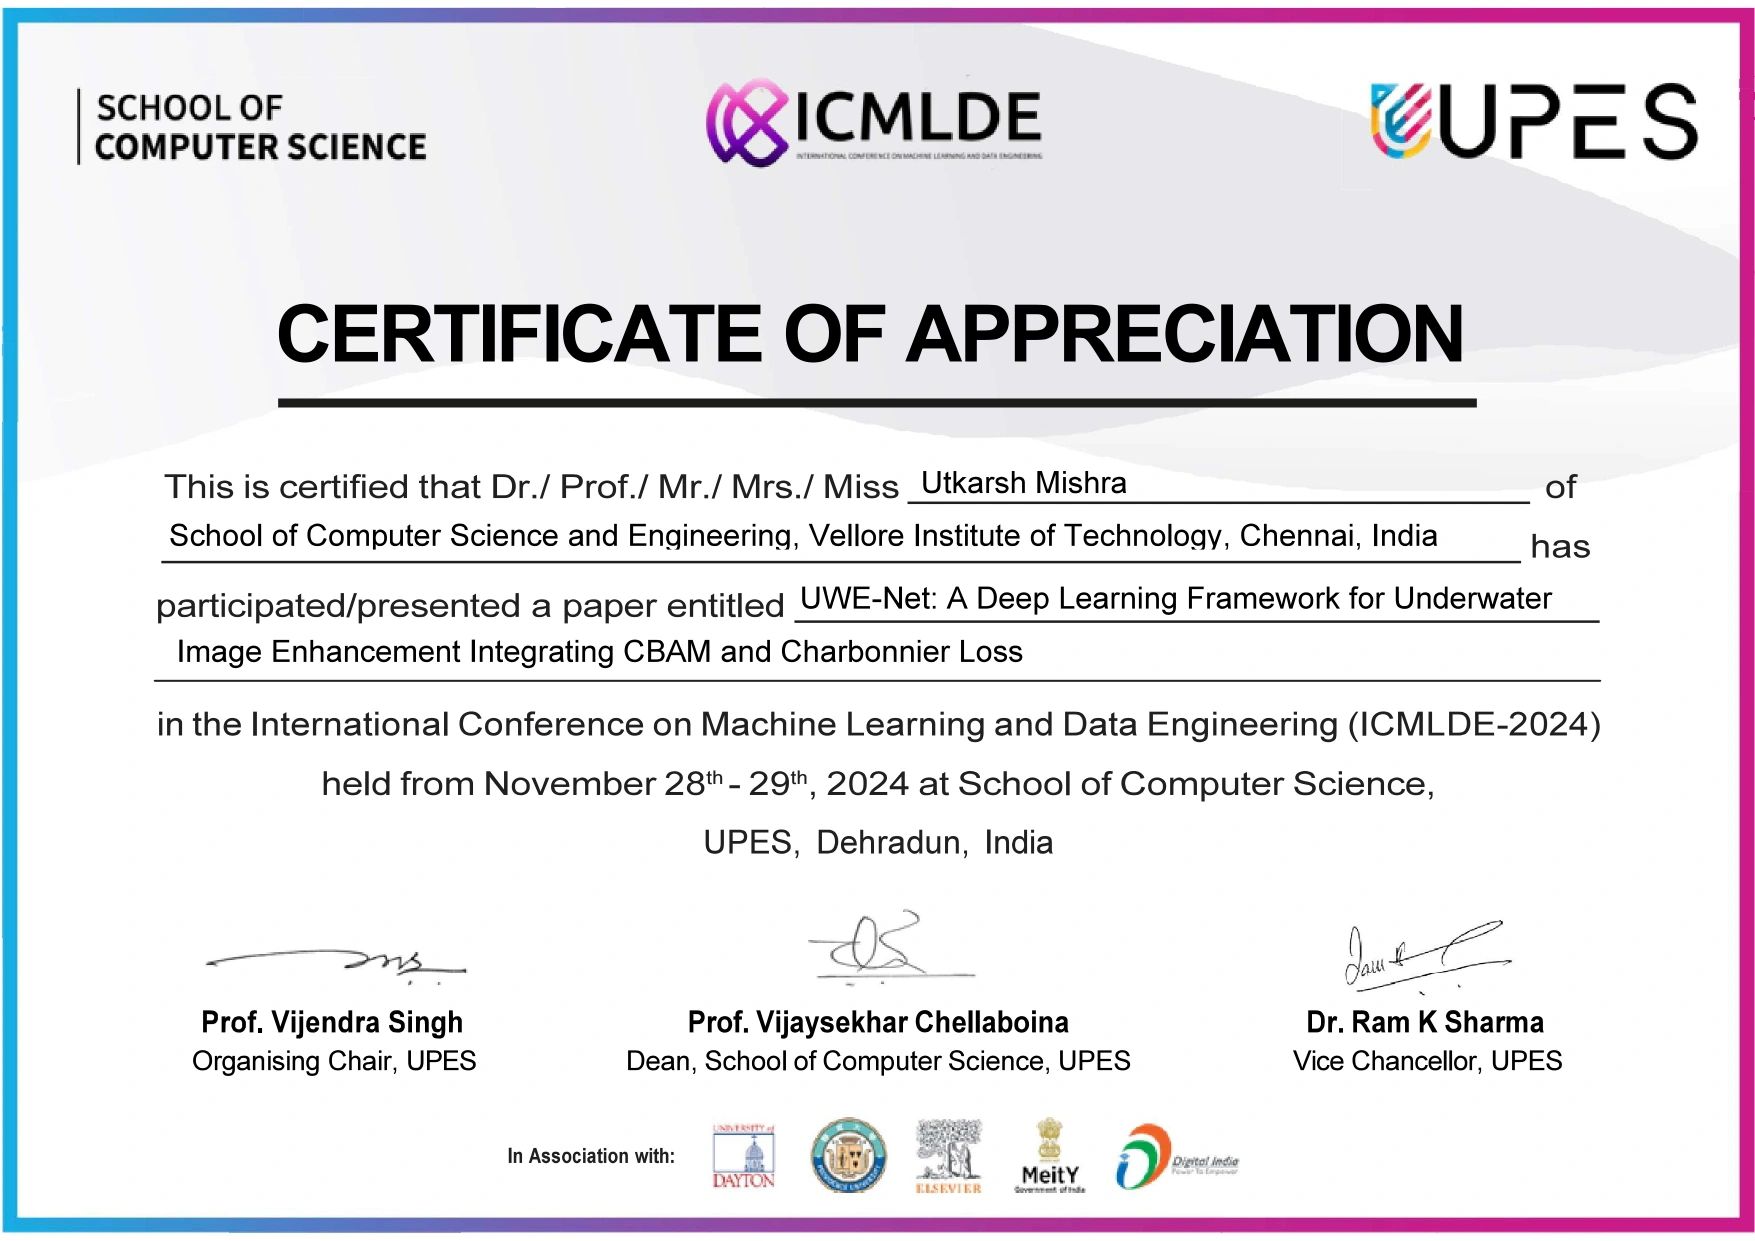 SCHOOL OF
COMPUTER SCIENCE
ICMLDE
INTERNATIONAL CONFERENCE ON MACHINE LEARNING AND DATA ENGINEERING
UPES
CERTIFICATE OF APPRECIATION
This is certified that Dr./ Prof./ Mr./ Mrs./ Miss Utkarsh Mishra of
School of Computer Science and Engineering, Vellore Institute of Technology, Chennai, India has
participated/presented a paper entitled UWE-Net: A Deep Learning Framework for Underwater
Image Enhancement Integrating CBAM and Charbonnier Loss
in the International Conference on Machine Learning and Data Engineering (ICMLDE-2024)
held from November 28th - 29th, 2024 at School of Computer Science,
UPES, Dehradun, India
Prof. Vijendra Singh
Organising Chair, UPES
Prof. Vijaysekhar Chellaboina
Dean, School of Computer Science, UPES
Dr. Ram K Sharma
Vice Chancellor, UPES
In Association with:
UNIVERSITY of
DAYTON
ELSEVIER
MeitY
Government of India
Digital India
Power To Empower